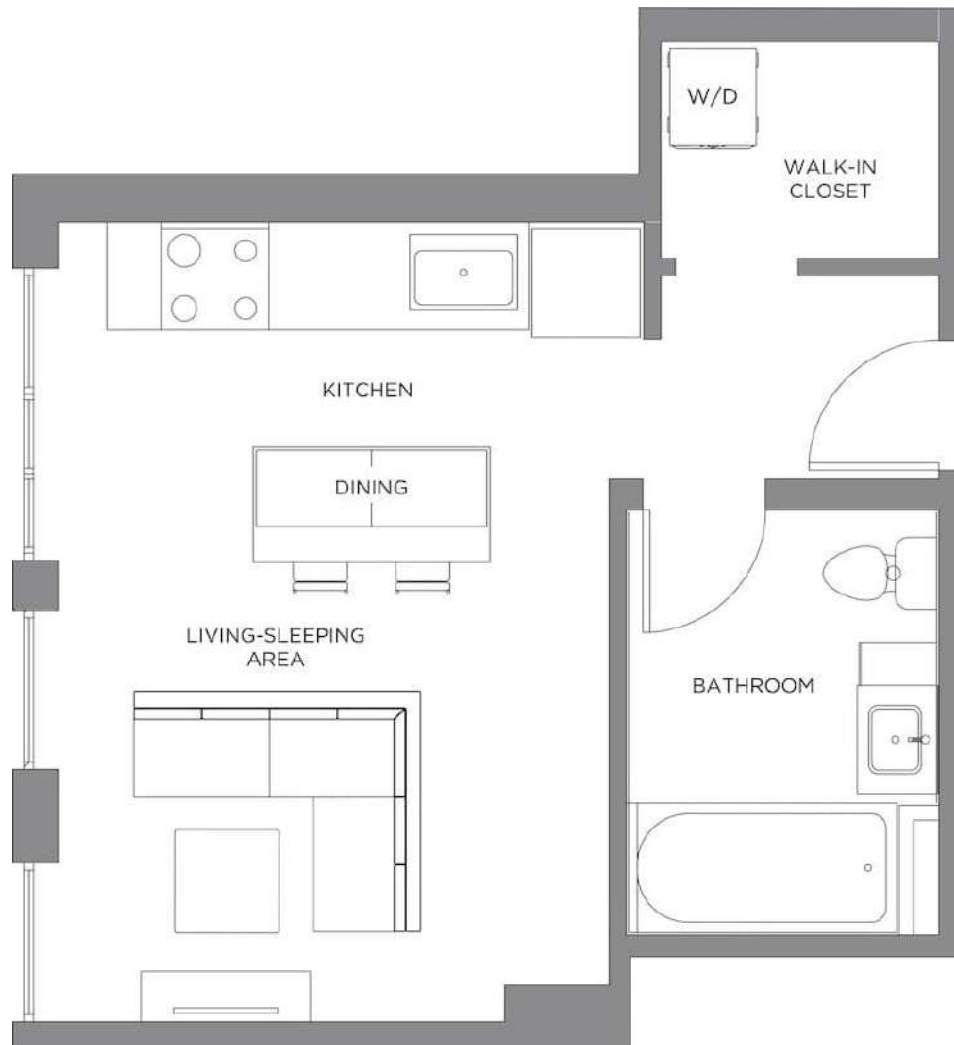 W/D
WALK-IN
CLOSET
KITCHEN
DINING
LIVING-SLEEPING
AREA
BATHROOM